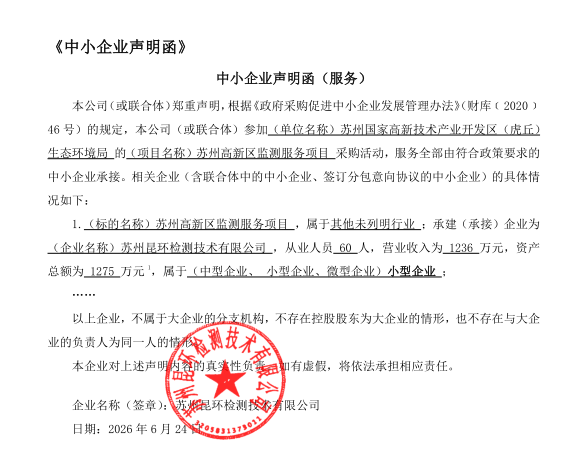 《中小企业声明函》
中小企业声明函（服务）
本公司（或联合体）郑重声明，根据《政府采购促进中小企业发展管理办法》（财库﹝2020﹞
46号）的规定，本公司（或联合体）参加（单位名称）苏州国家高新技术产业开发区（虎丘）
生态环境局 的（项目名称）苏州高新区监测服务项目 采购活动，服务全部由符合政策要求的
中小企业承接。相关企业（含联合体中的中小企业、签订分包意向协议的中小企业）的具体情
况如下：
1.（标的名称）苏州高新区监测服务项目 ，属于其他未列明行业 ；承建（承接）企业为
（企业名称）苏州昆环检测技术有限公司 ，从业人员 60 人，营业收入为 1236 万元，资产
总额为 1275 万元¹，属于（中型企业、 小型企业、微型企业）小型企业 ；
……
以上企业，不属于大企业的分支机构，不存在控股股东为大企业的情形，也不存在与大企
业的负责人为同一人的情形。
本企业对上述声明内容的真实性负责。如有虚假，将依法承担相应责任。
企业名称（签章）：苏州昆环检测技术有限公司
日期：2026年6月24日
苏州昆环检测技术有限公司
3205831379011